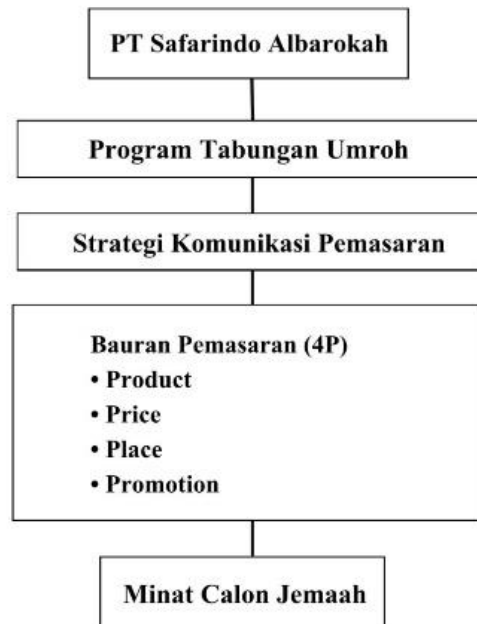 PT Safarindo Albarokah
Program Tabungan Umroh
Strategi Komunikasi Pemasaran
Bauran Pemasaran (4P)
• Product
• Price
• Place
• Promotion
Minat Calon Jemaah